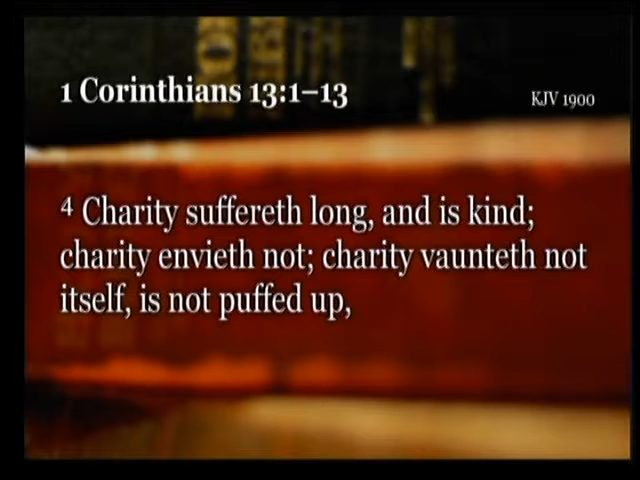 1 Corinthians 13:1–13
KJV 1900
4 Charity suffereth long, and is kind;
charity envieth not; charity vaunteth not
itself, is not puffed up,